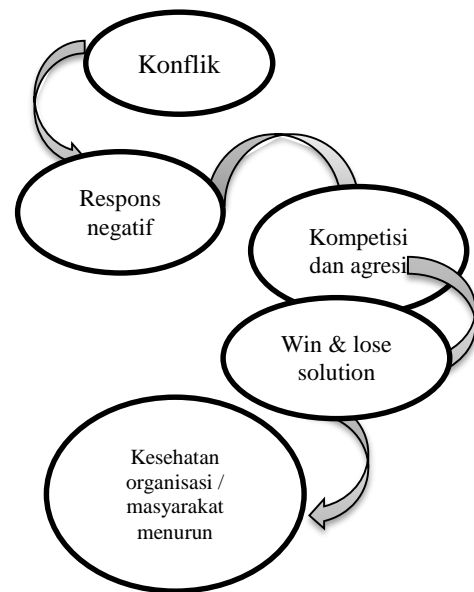 Konflik
Respons
negatif
Kompetisi
dan agresi
Win & lose
solution
Kesehatan
organisasi /
masyarakat
menurun